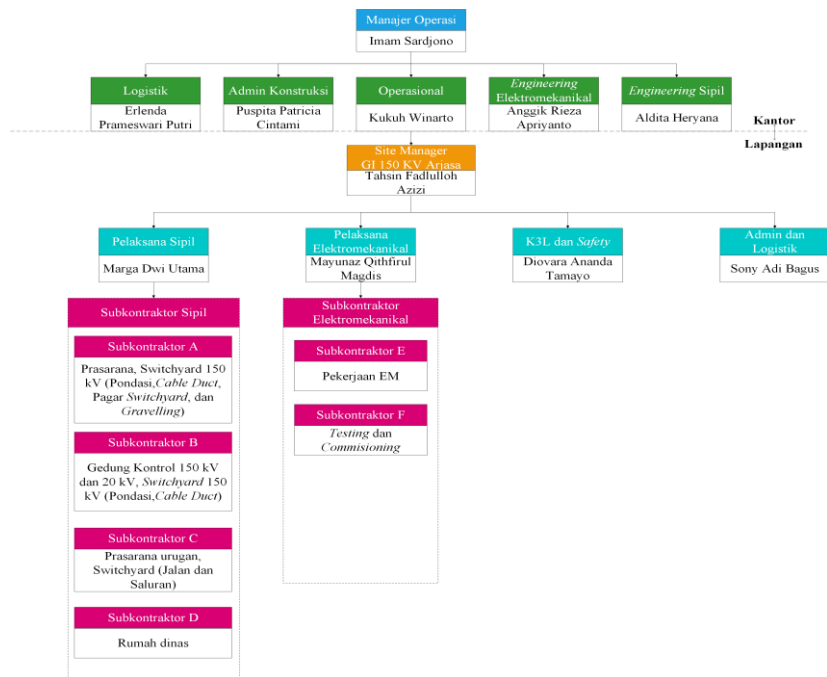 Manajer Operasi
Imam Sardjono
Logistik
Erlenda
Prameswari Putri
Admin Konstruksi
Puspita Patricia
Cintami
Operasional
Kukuh Winarto
Engineering
Elektromekanikal
Anggik Rieza
Apriyanto
Engineering Sipil
Aldita Heryana
Kantor
Lapangan
Site Manager
GI 150 KV Arjasa
Tahsin Fadlulloh
Azizi
Pelaksana Sipil
Marga Dwi Utama
Pelaksana
Elektromekanikal
Mayunaz Qithfirul
Magdis
K3L dan Safety
Diovara Ananda
Tamayo
Admin dan
Logistik
Sony Adi Bagus
Subkontraktor Sipil
Subkontraktor A
Prasarana, Switchyard 150
kV (Pondasi,Cable Duct,
Pagar Switchyard, dan
Gravelling)
Subkontraktor B
Gedung Kontrol 150 kV
dan 20 kV, Switchyard 150
kV (Pondasi,Cable Duct)
Subkontraktor C
Prasarana urugan,
Switchyard (Jalan dan
Saluran)
Subkontraktor D
Rumah dinas
Subkontraktor
Elektromekanikal
Subkontraktor E
Pekerjaan EM
Subkontraktor F
Testing dan
Commisioning